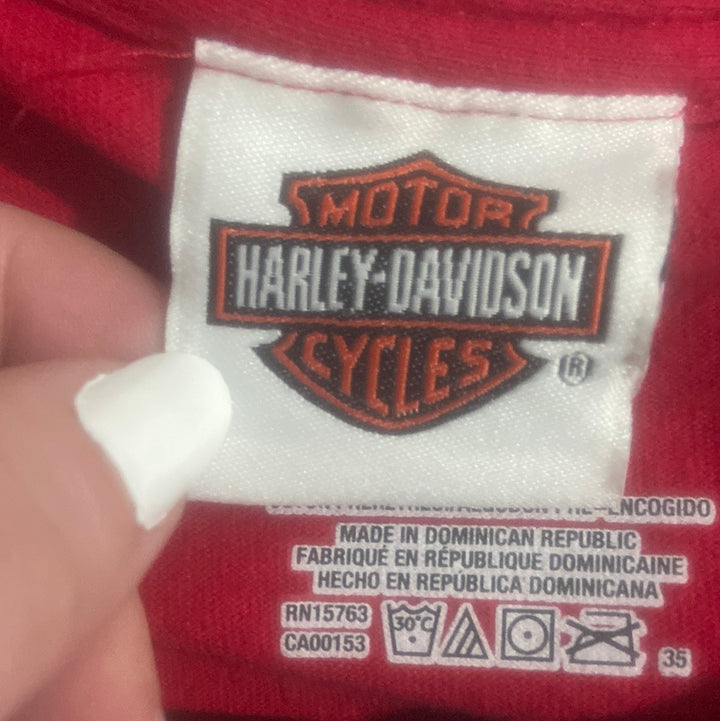 MOTOR
HARLEY-DAVIDSON
CYCLES
®
PRÉ-ENCOGIDO
MADE IN DOMINICAN REPUBLIC
FABRIQUÉ EN RÉPUBLIQUE DOMINICAINE
HECHO EN REPÚBLICA DOMINICANA
RN15763
CA00153
30°C
35